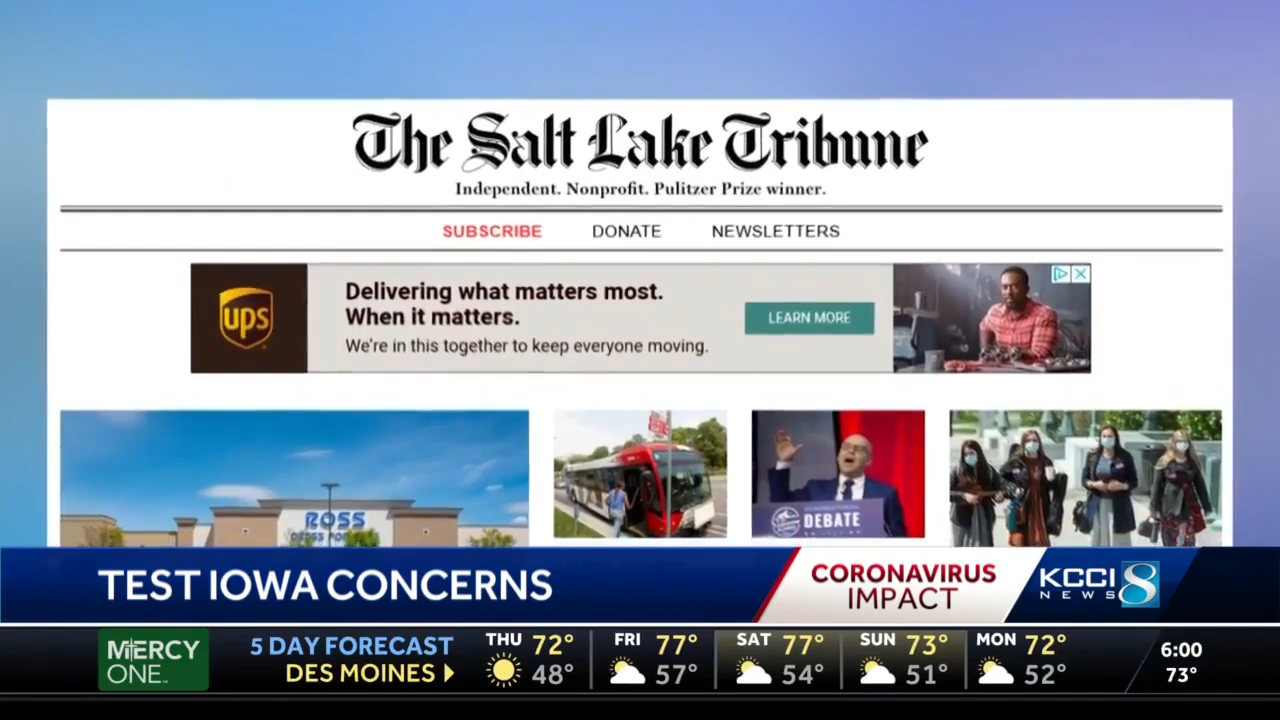 The Salt Lake Tribune
Independent. Nonprofit. Pulitzer Prize winner.
SUBSCRIBE DONATE NEWSLETTERS
ups
Delivering what matters most.
When it matters.
We're in this together to keep everyone moving.
LEARN MORE
ROSS
DEBATE
TEST IOWA CONCERNS
CORONAVIRUS
IMPACT
KCCI 8
NEWS
MERCY
ONE
5 DAY FORECAST
DES MOINES
THU 72°
48°
FRI 77°
57°
SAT 77°
54°
SUN 73°
51°
MON 72°
52°
6:00
73°